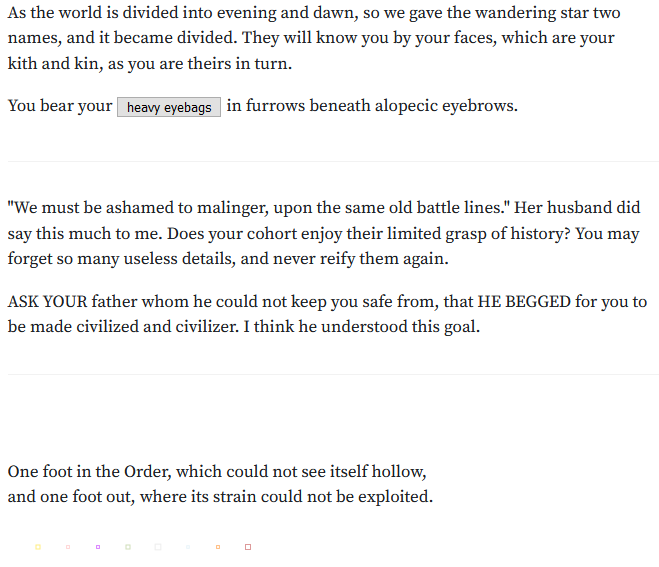 As the world is divided into evening and dawn, so we gave the wandering star two
names, and it became divided. They will know you by your faces, which are your
kith and kin, as you are theirs in turn.
You bear your heavy eyebags in furrows beneath alopecic eyebrows.
"We must be ashamed to malinger, upon the same old battle lines." Her husband did
say this much to me. Does your cohort enjoy their limited grasp of history? You may
forget so many useless details, and never reify them again.
ASK YOUR father whom he could not keep you safe from, that HE BEGGED for you to
be made civilized and civilizer. I think he understood this goal.
One foot in the Order, which could not see itself hollow,
and one foot out, where its strain could not be exploited.